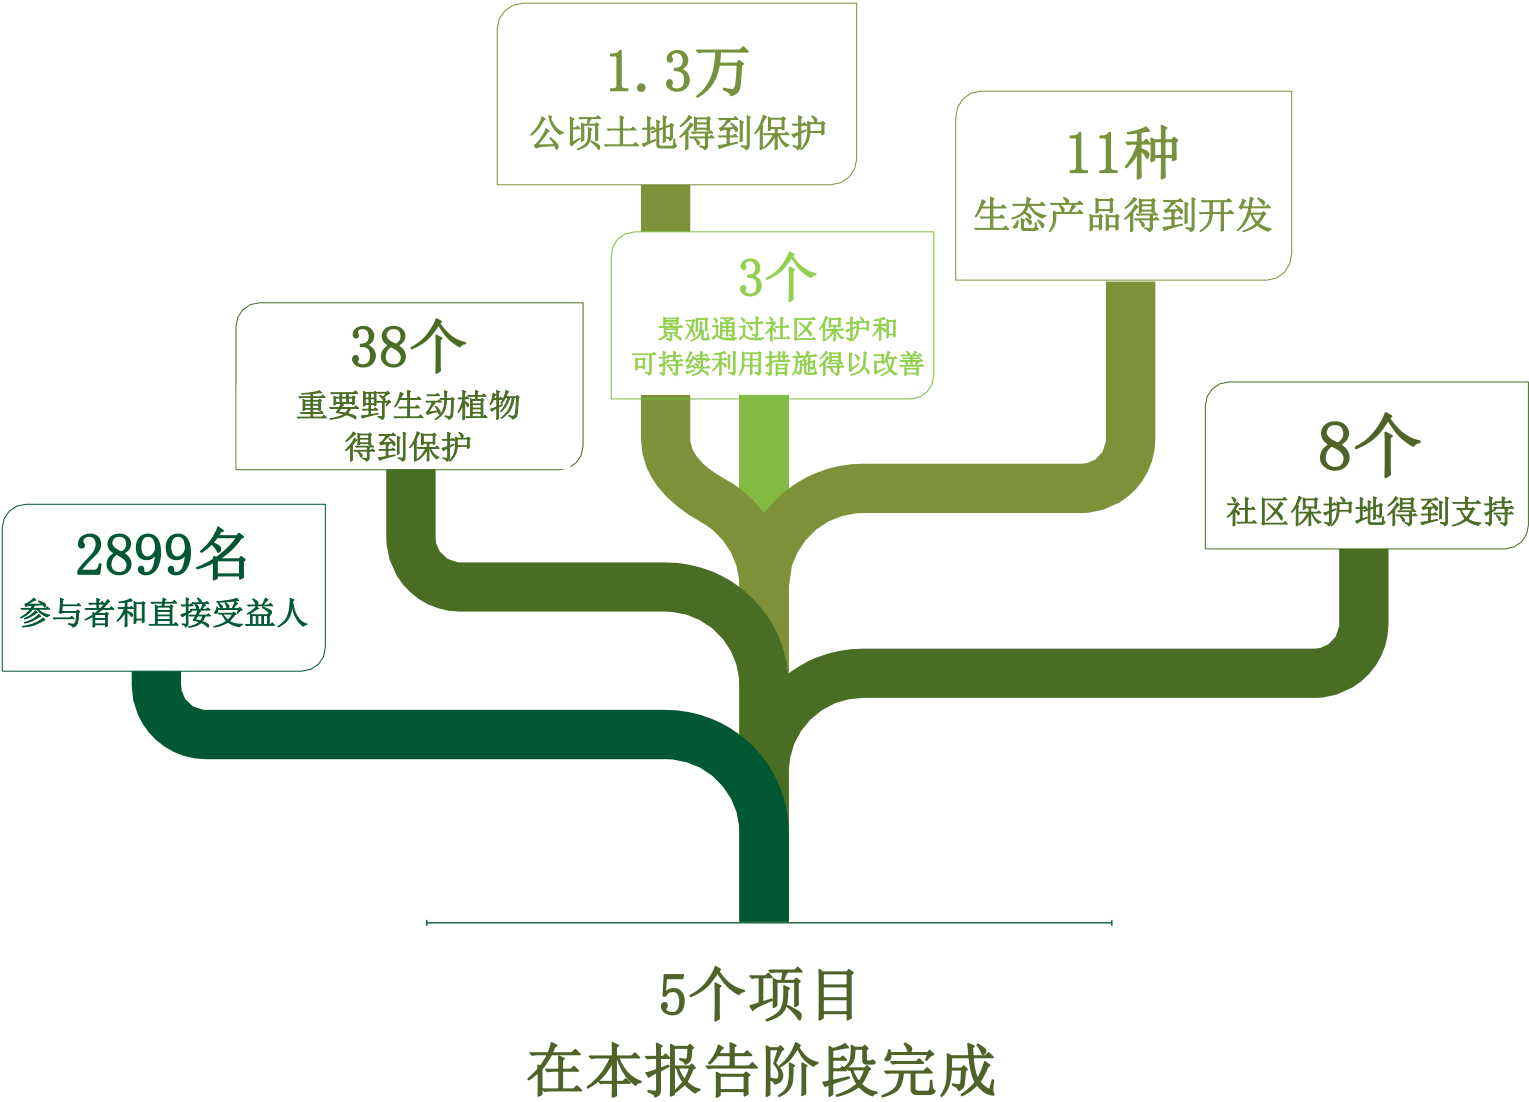 1.3万
公顷土地得到保护
11种
生态产品得到开发
3个
景观通过社区保护和
可持续利用措施得以改善
38个
重要野生动植物
得到保护
8个
社区保护地得到支持
2899名
参与者和直接受益人
5个项目
在本报告阶段完成